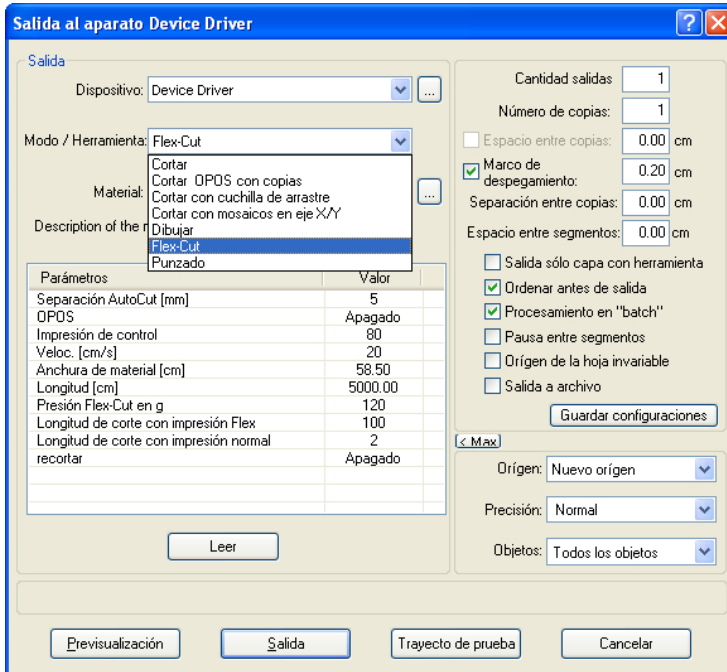 Salida al aparato Device Driver
Salida
Dispositivo: Device Driver ...
Modo / Herramienta: Flex-Cut
Cortar
Cortar OPOS con copias
Cortar con cuchilla de arrastre
Cortar con mosaicos en eje X/Y
Dibujar
Flex-Cut
Punzado
Material: ...
Description of the r
Parámetros Valor
Separación AutoCut [mm] 5
OPOS Apagado
Impresión de control 80
Veloc. [cm/s] 20
Anchura de material [cm] 58.50
Longitud [cm] 5000.00
Presión Flex-Cut en g 120
Longitud de corte con impresión Flex 100
Longitud de corte con impresión normal 2
recortar Apagado
Leer
Cantidad salidas 1
Número de copias: 1
Espacio entre copias: 0.00 cm
Marco de
despegamiento: 0.20 cm
Separación entre copias: 0.00 cm
Espacio entre segmentos: 0.00 cm
Salida sólo capa con herramienta
Ordenar antes de salida
Procesamiento en "batch"
Pausa entre segmentos
Orígen de la hoja invariable
Salida a archivo
Guardar configuraciones
< Max
Orígen: Nuevo orígen
Precisión: Normal
Objetos: Todos los objetos
Previsualización
Salida
Trayecto de prueba
Cancelar